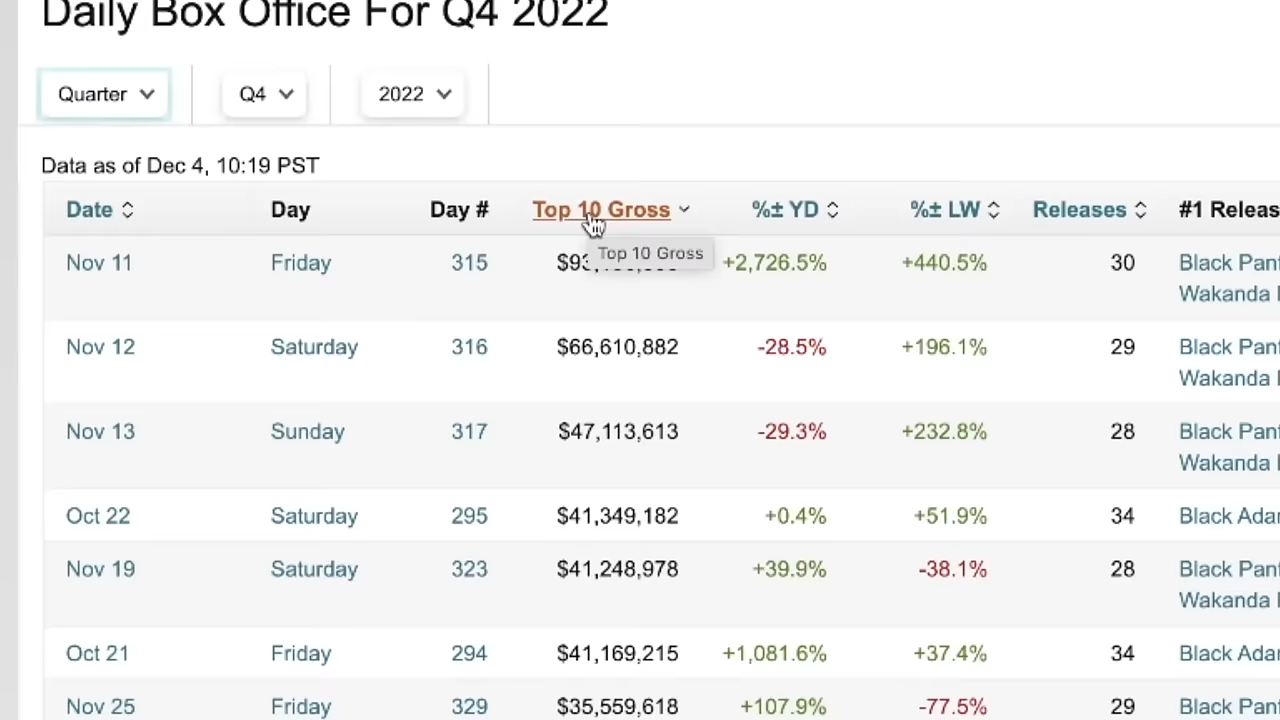 Daily Box Office For Q4 2022
Quarter Q4 2022
Data as of Dec 4, 10:19 PST
Date Day Day # Top 10 Gross %± YD %± LW Releases #1 Releas
Top 10 Gross
Nov 11 Friday 315 +2,726.5% +440.5% 30 Black Pant
Wakanda
Nov 12 Saturday 316 $66,610,882 -28.5% +196.1% 29 Black Pant
Wakanda
Nov 13 Sunday 317 $47,113,613 -29.3% +232.8% 28 Black Pant
Wakanda
Oct 22 Saturday 295 $41,349,182 +0.4% +51.9% 34 Black Ada
Nov 19 Saturday 323 $41,248,978 +39.9% -38.1% 28 Black Pant
Wakanda
Oct 21 Friday 294 $41,169,215 +1,081.6% +37.4% 34 Black Ada
Nov 25 Friday 329 $35,559,618 +107.9% -77.5% 29 Black Pant